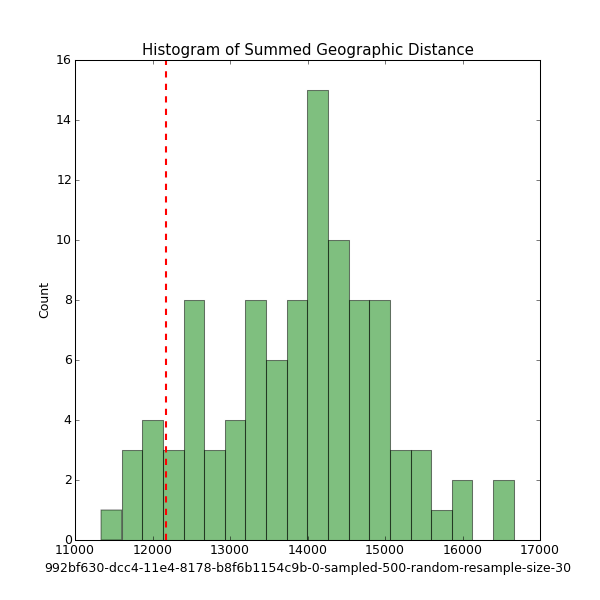 Histogram of Summed Geographic Distance
16
14
12
10
8
6
4
2
0
Count
11000 12000 13000 14000 15000 16000 17000
992bf630-dcc4-11e4-8178-b8f6b1154c9b-0-sampled-500-random-resample-size-30